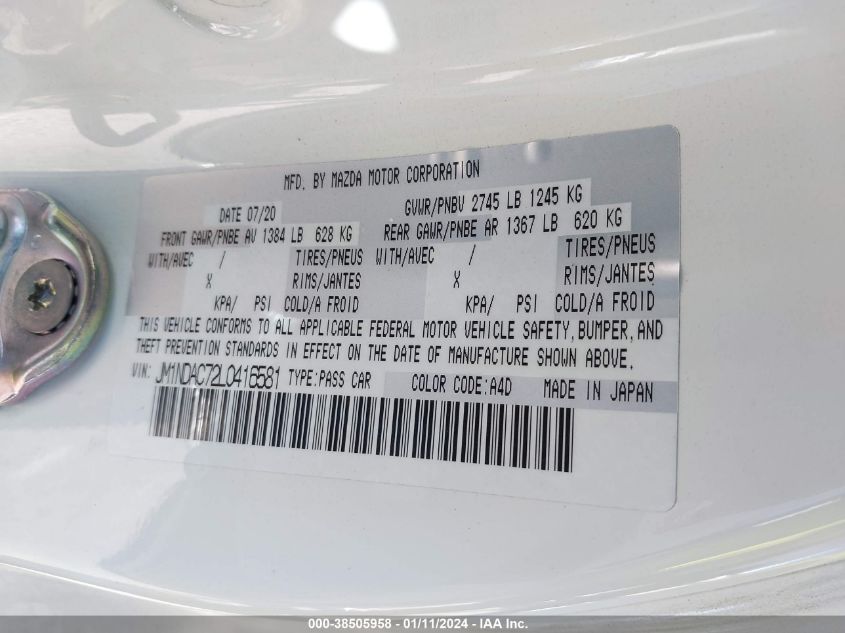 MFD. BY MAZDA MOTOR CORPORATION
DATE 07/20 GVWR/PNBV 2745 LB 1245 KG
FRONT GAWR/PNBE AV 1384 LB 628 KG REAR GAWR/PNBE AR 1367 LB 620 KG
WITH/AVEC / TIRES/PNEUS WITH/AVEC / TIRES/PNEUS
X RIMS/JANTES X RIMS/JANTES
KPA/ PSI COLD/A FROID KPA/ PSI COLD/A FROID
THIS VEHICLE CONFORMS TO ALL APPLICABLE FEDERAL MOTOR VEHICLE SAFETY, BUMPER, AND
THEFT PREVENTION STANDARDS IN EFFECT ON THE DATE OF MANUFACTURE SHOWN ABOVE.
VIN: JM1NDAC72L0416581 TYPE:PASS CAR COLOR CODE:A4D MADE IN JAPAN
000-38505958 - 01/11/2024 - IAA Inc.